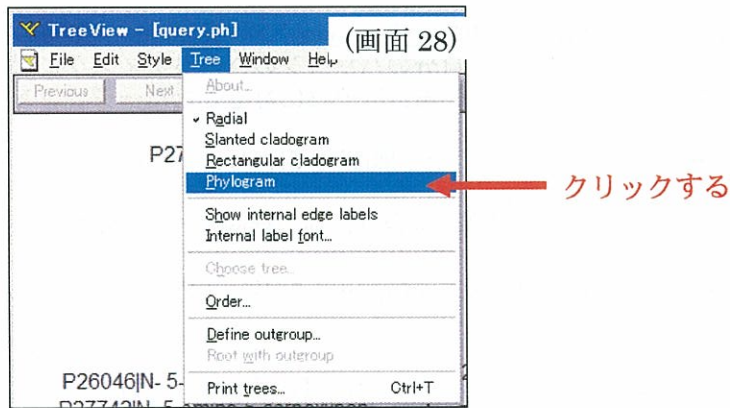 TreeView - [query.ph]
(画面 28)
File Edit Style Tree Window Help
Previous Next
About...
✓ Radial
Slanted cladogram
P27
Rectangular cladogram
Phylogram
クリックする
Show internal edge labels
Internal label font...
Choose tree...
Order...
Define outgroup...
Root with outgroup
P26046|N- 5-
Print trees... Ctrl+T